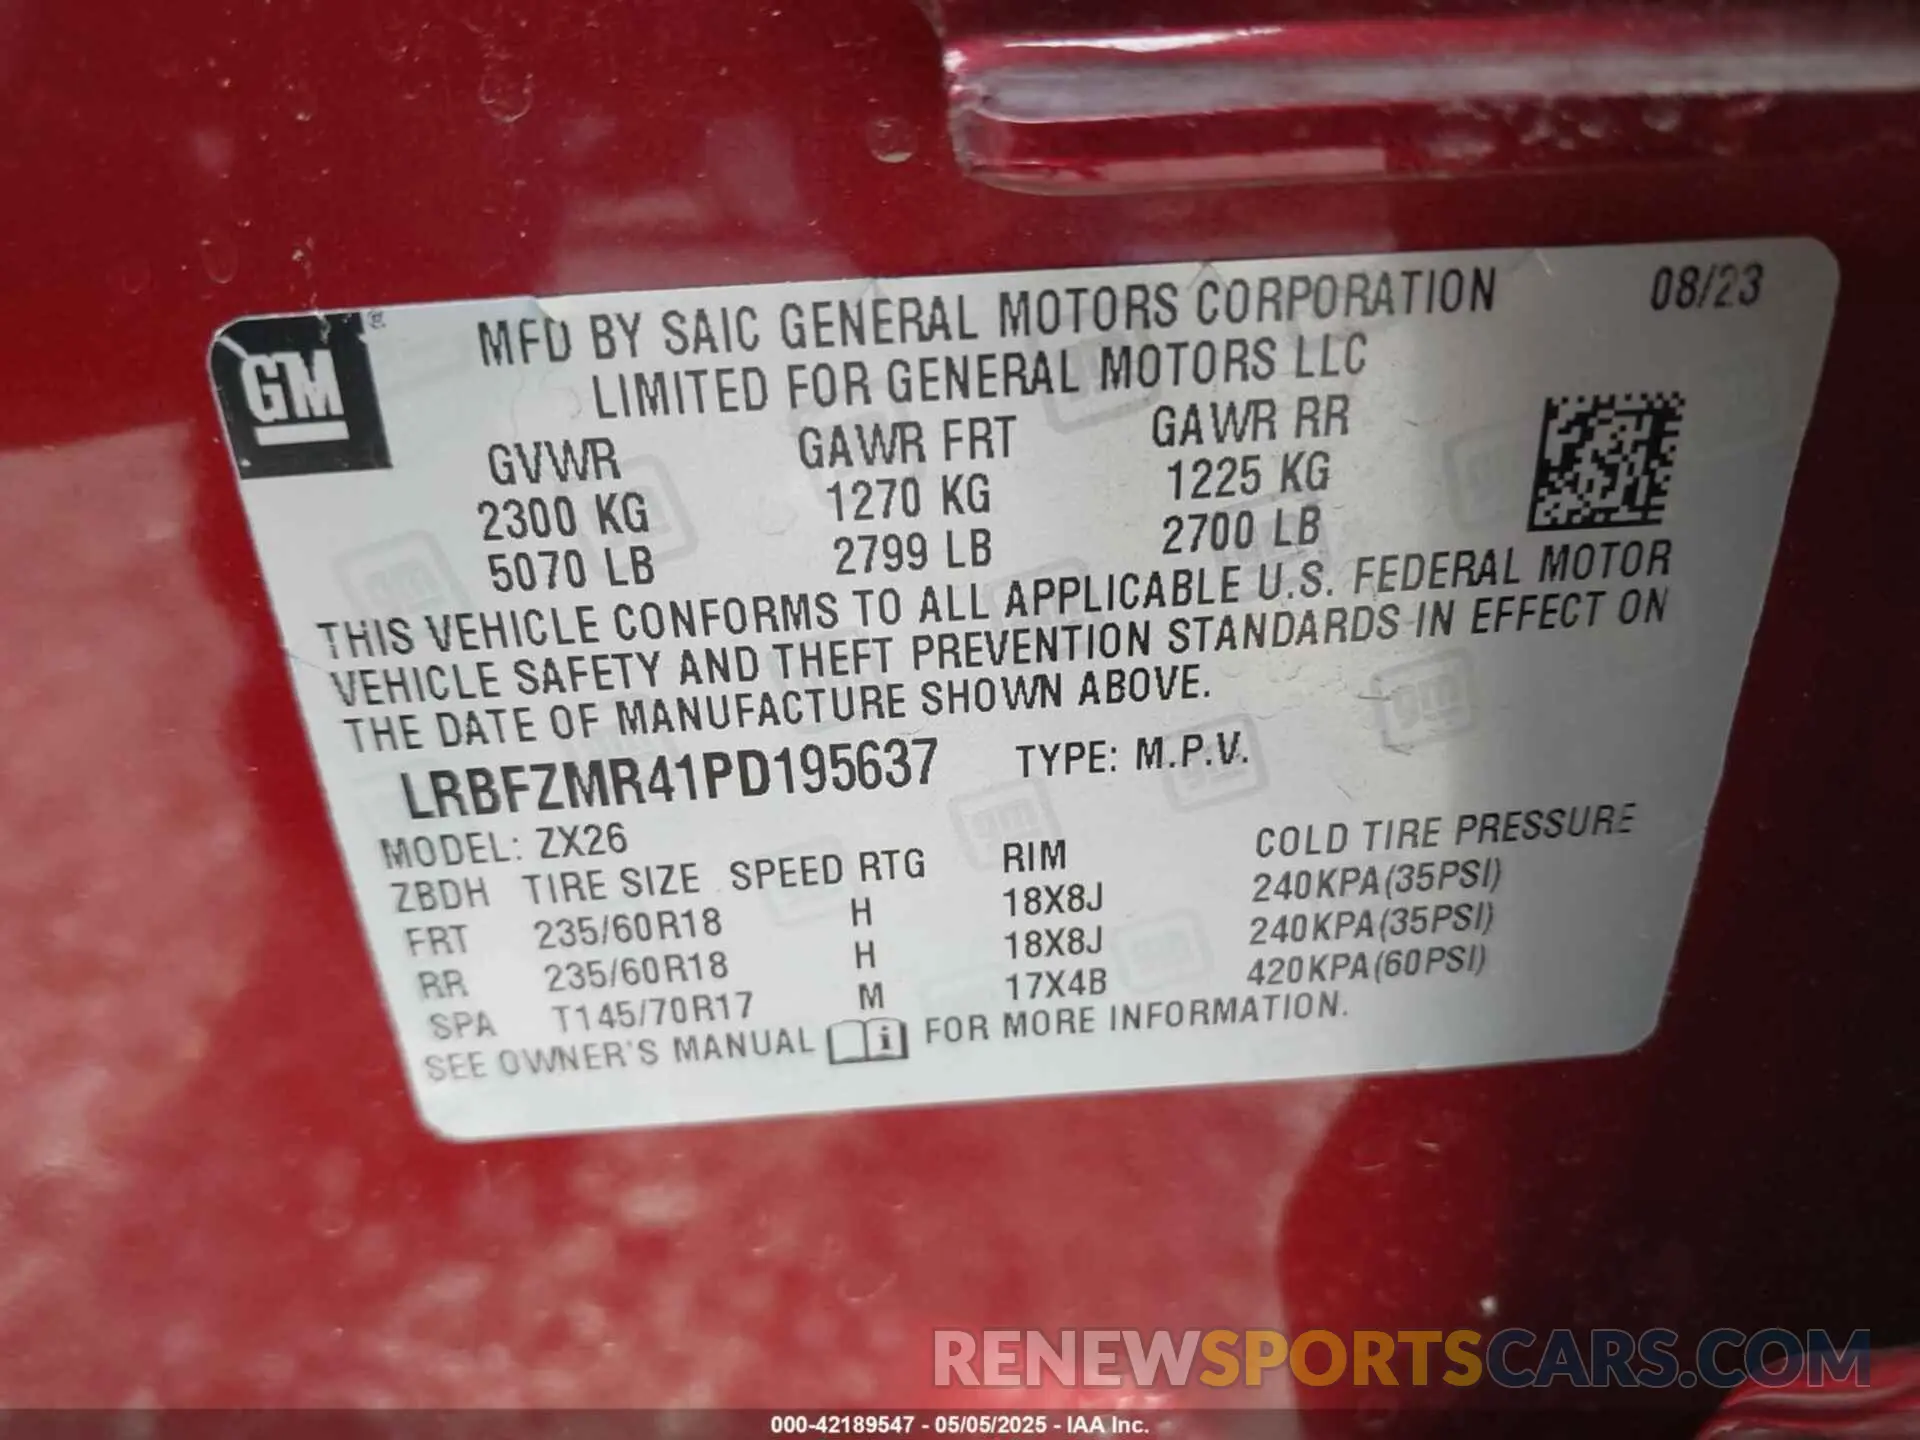 GM
®
MFD BY SAIC GENERAL MOTORS CORPORATION 08/23
LIMITED FOR GENERAL MOTORS LLC
GVWR GAWR FRT GAWR RR
2300 KG 1270 KG 1225 KG
5070 LB 2799 LB 2700 LB
THIS VEHICLE CONFORMS TO ALL APPLICABLE U.S. FEDERAL MOTOR
VEHICLE SAFETY AND THEFT PREVENTION STANDARDS IN EFFECT ON
THE DATE OF MANUFACTURE SHOWN ABOVE.
LRBFZMR41PD195637 TYPE: M.P.V.
MODEL: ZX26
ZBDH TIRE SIZE SPEED RTG RIM COLD TIRE PRESSURE
FRT 235/60R18 H 18X8J 240KPA(35PSI)
RR 235/60R18 H 18X8J 240KPA(35PSI)
SPA T145/70R17 M 17X4B 420KPA(60PSI)
SEE OWNER'S MANUAL i FOR MORE INFORMATION.
RENEWSPORTSCARS.COM
000-42189547 - 05/05/2025 - IAA Inc.